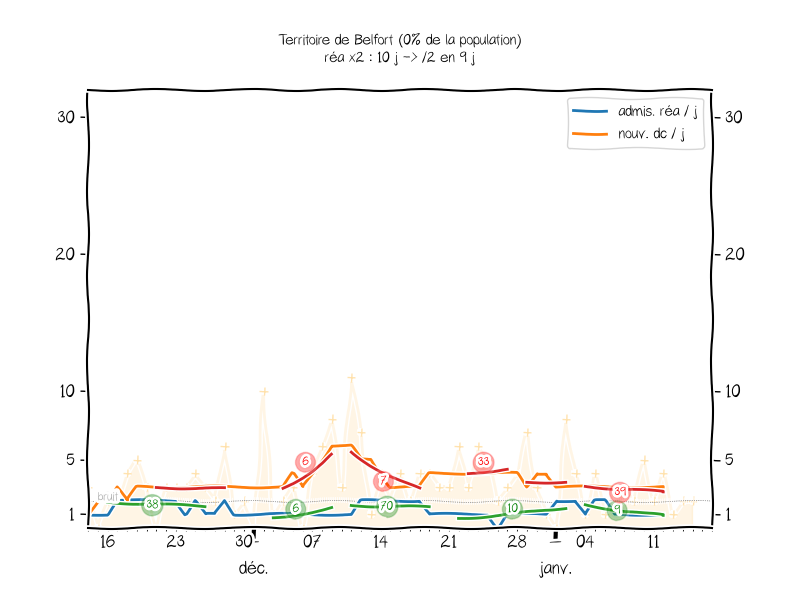 Territoire de Belfort (0% de la population)
réa x2 : 10 j -> /2 en 9 j
admis. réa / j
nouv. dc / j
30
30
20
20
10
10
5
5
1
1
bruit
38
6
6
7
70
33
10
39
9
16 23 30 07 14 21 28 04 11
déc. janv.